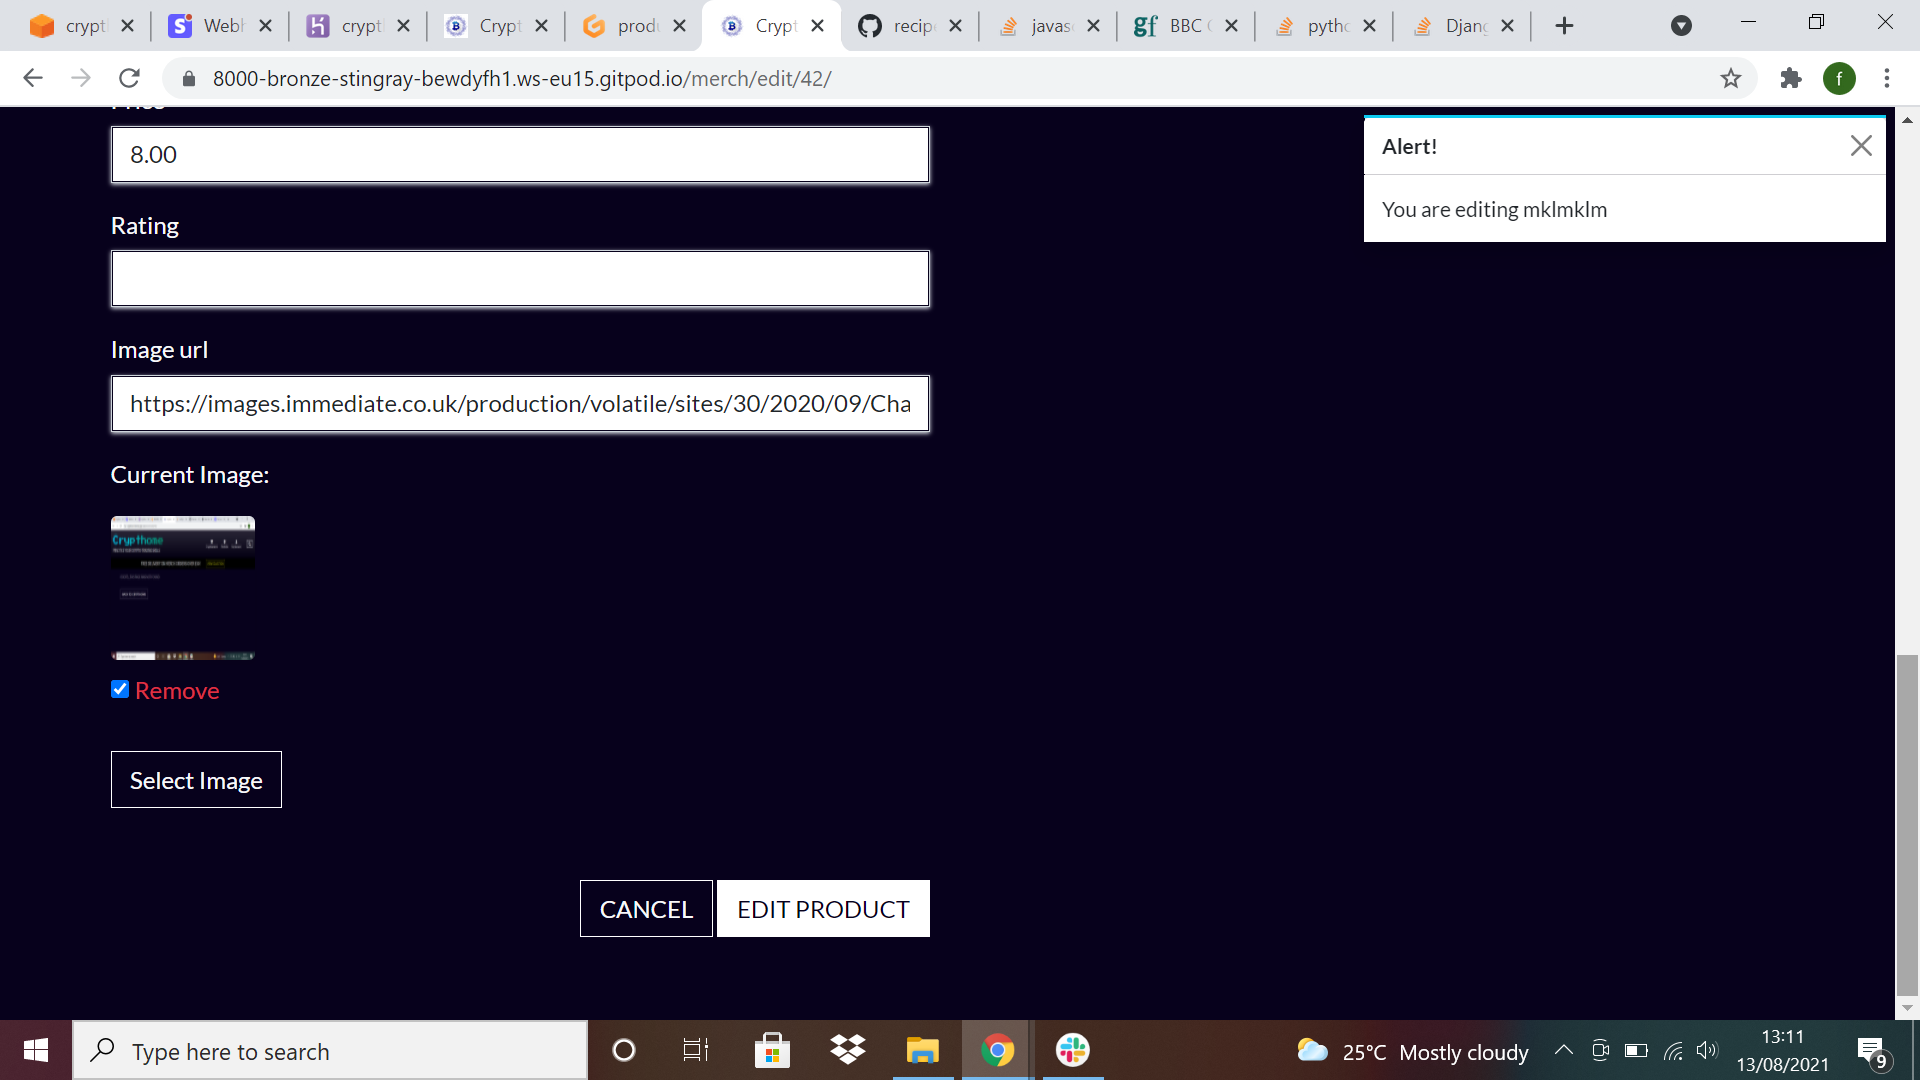 crypt
Webh
crypt
Crypt
produ
Crypt
recip
javas
BBC
pytho
Djang
8000-bronze-stingray-bewdyfh1.ws-eu15.gitpod.io/merch/edit/42/
f
8.00
Alert!
You are editing mklmklm
Rating
Image url
https://images.immediate.co.uk/production/volatile/sites/30/2020/09/Cha
Current Image:
Crypthome
Remove
Select Image
CANCEL
EDIT PRODUCT
Type here to search
25°C Mostly cloudy
13:11
13/08/2021
9